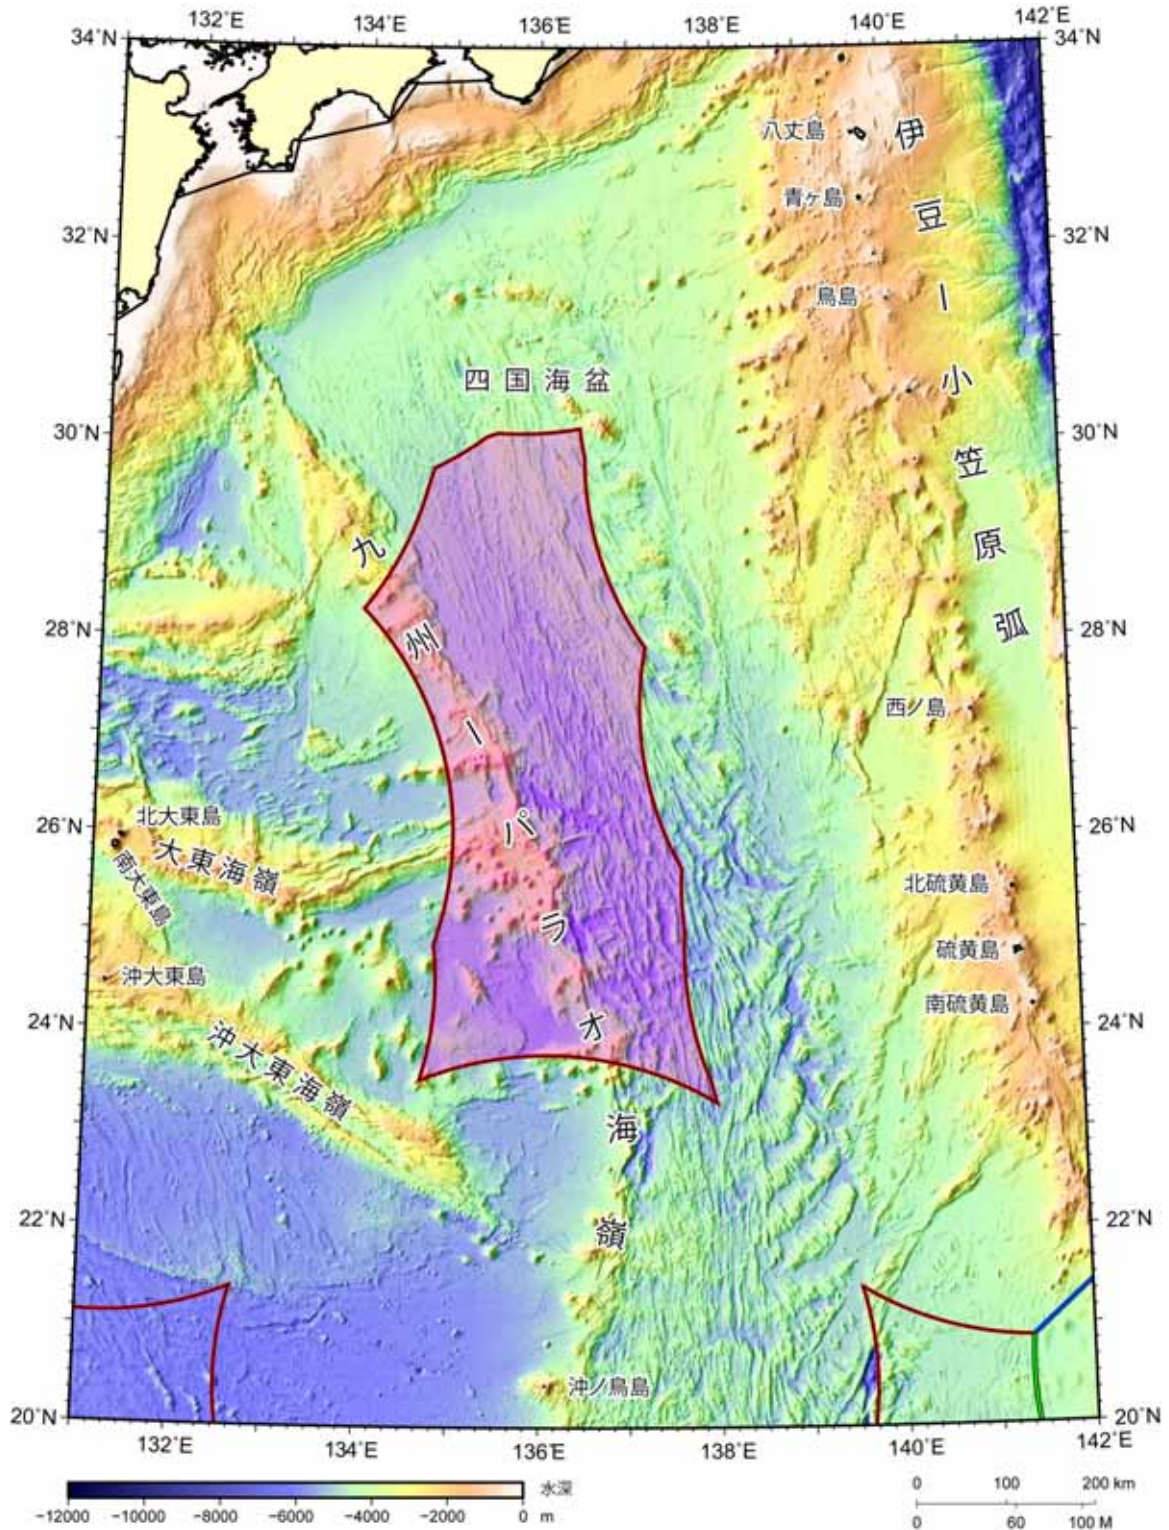 132°E 134°E 136°E 138°E 140°E 142°E
34°N 34°N
八丈島
青ヶ島
32°N 32°N
鳥島
伊豆ー小笠原弧
四国海盆
30°N 30°N
九州ーパラオ海嶺
28°N 28°N
西ノ島
26°N 26°N
北大東島
大東海嶺
南大東島
北硫黄島
硫黄島
沖大東島
南硫黄島
24°N 24°N
沖大東海嶺
22°N 22°N
沖ノ鳥島
20°N 20°N
132°E 134°E 136°E 138°E 140°E 142°E
水深
−12000 −10000 −8000 −6000 −4000 −2000 0 m
0 100 200 km
0 60 100 M